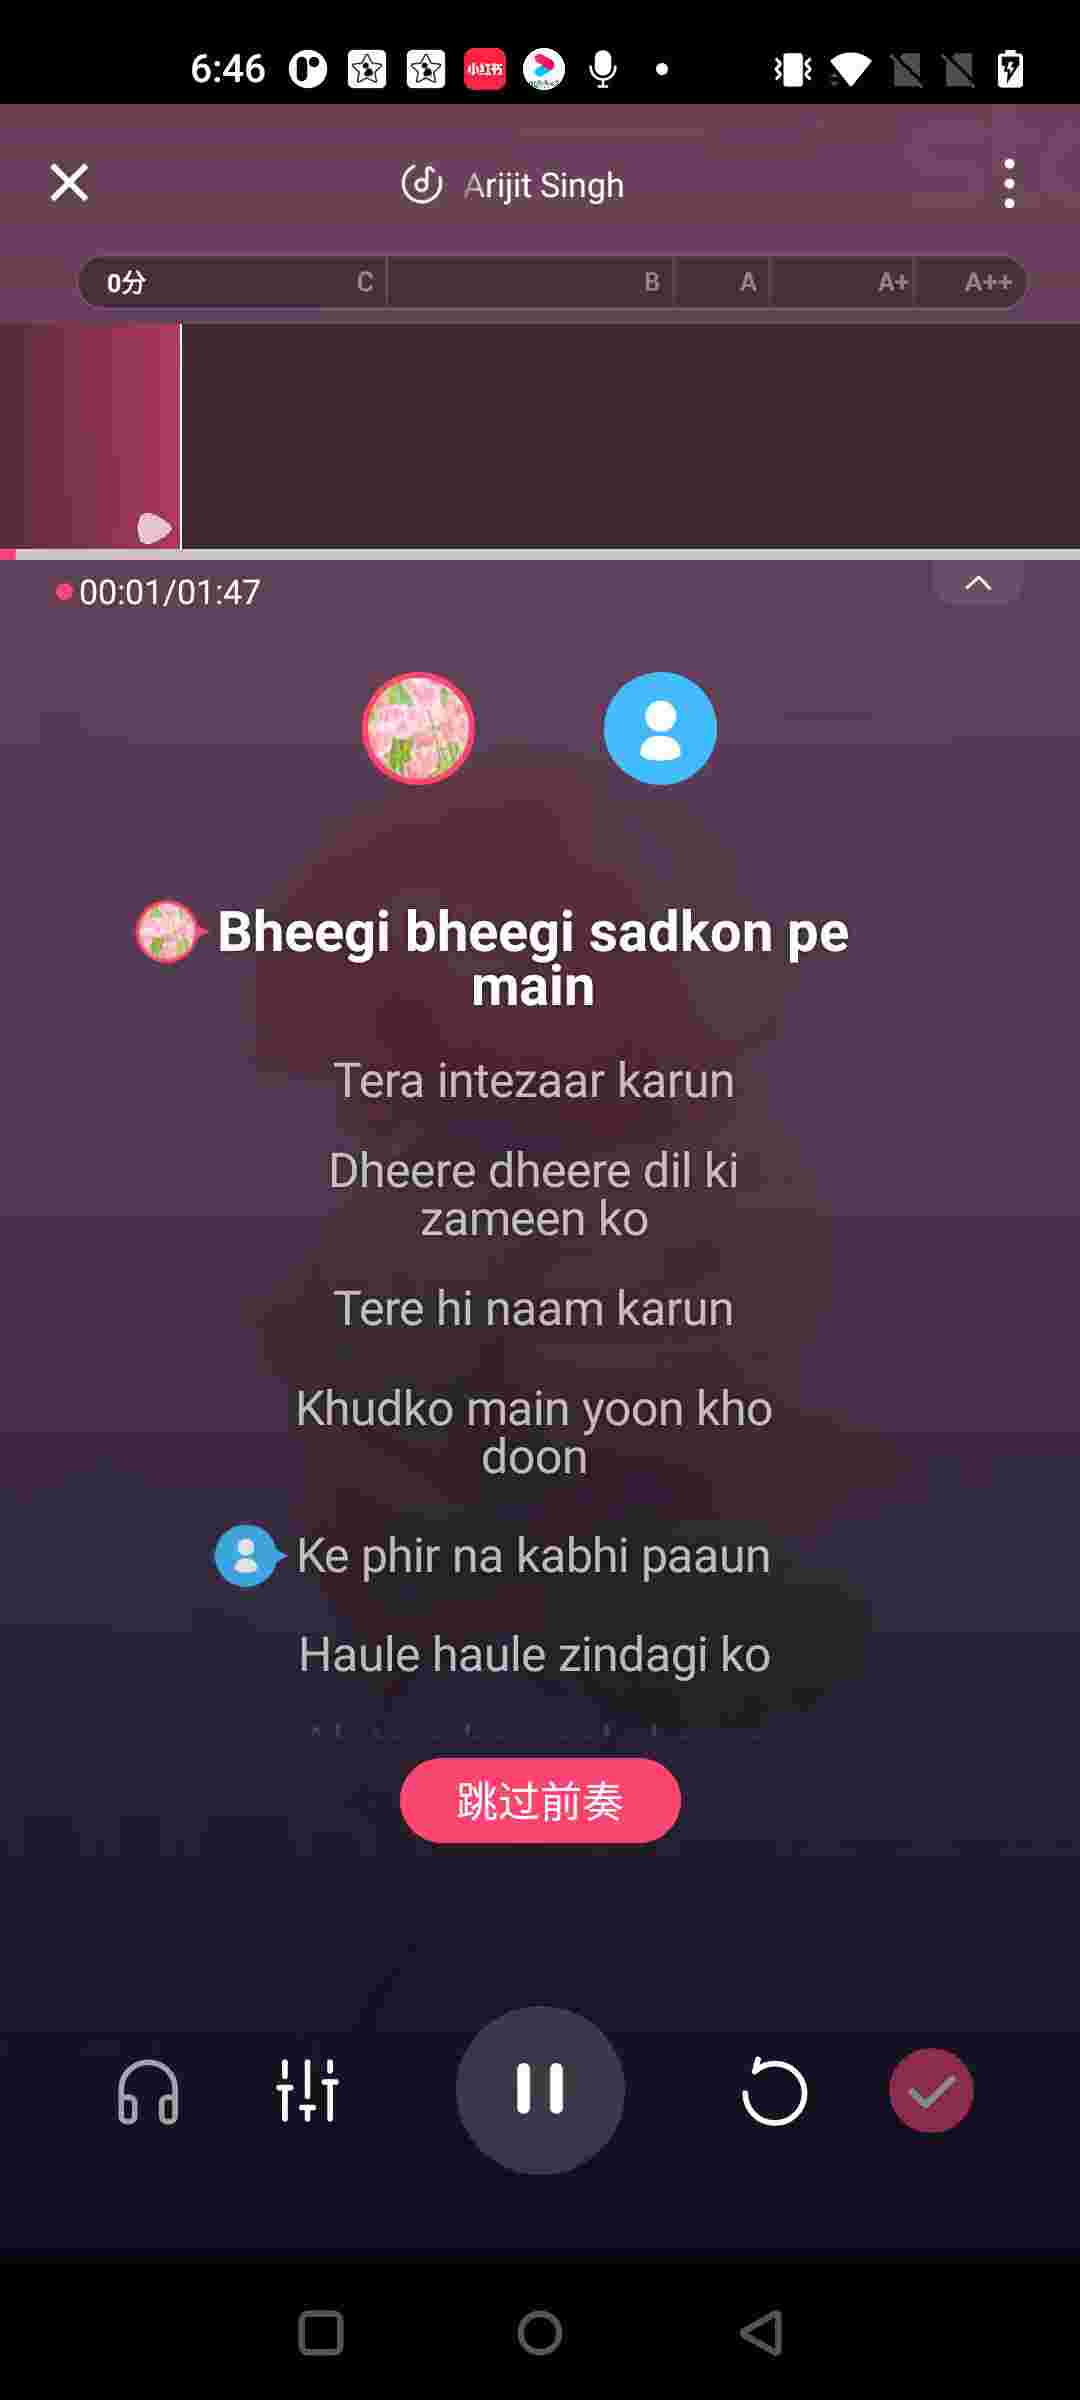 6:46
小红书
Arijit Singh
0分 C B A A+ A++
00:01/01:47
Bheegi bheegi sadkon pe
main
Tera intezaar karun
Dheere dheere dil ki
zameen ko
Tere hi naam karun
Khudko main yoon kho
doon
Ke phir na kabhi paaun
Haule haule zindagi ko
跳过前奏